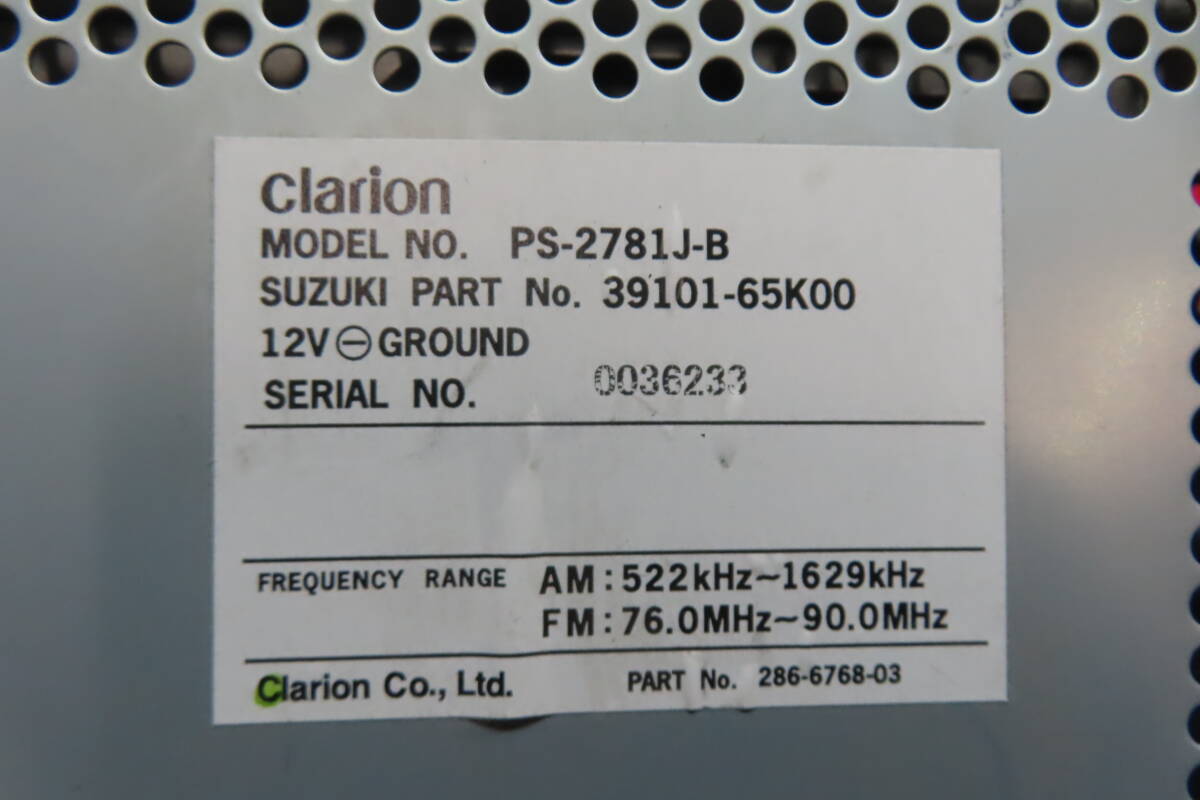 clarion
MODEL NO. PS-2781J-B
SUZUKI PART No. 39101-65K00
12V⊖GROUND
SERIAL NO. 0036233
FREQUENCY RANGE AM:522kHz~1629kHz
FM:76.0MHz~90.0MHz
Clarion Co., Ltd. PART No. 286-6768-03